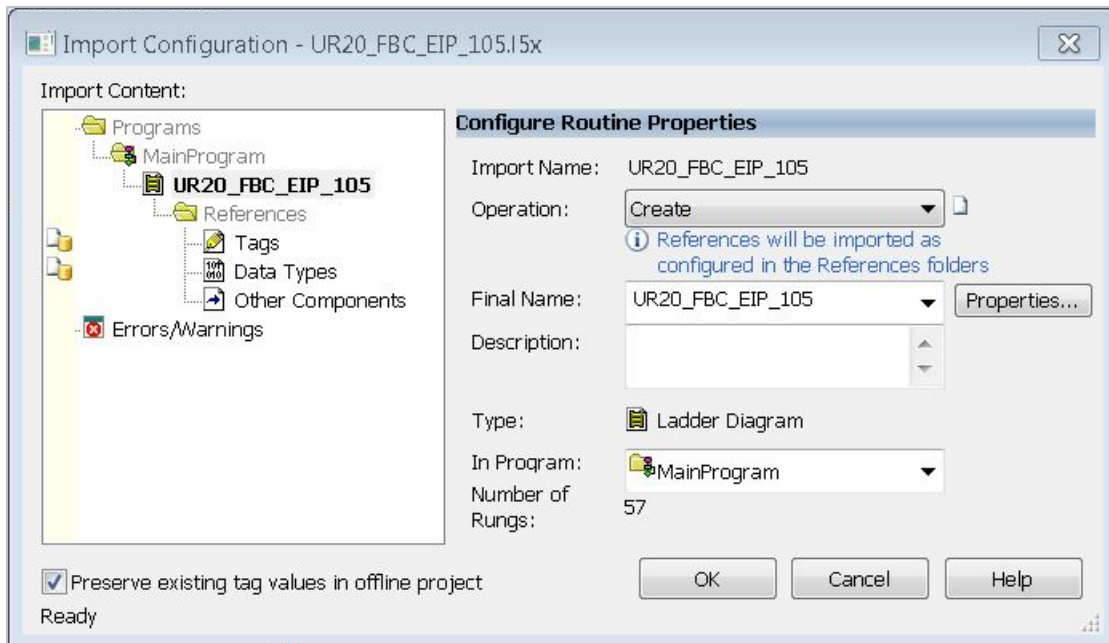 Import Configuration - UR20_FBC_EIP_105.l5x
Import Content:
Programs
MainProgram
UR20_FBC_EIP_105
References
Tags
Data Types
Other Components
Errors/Warnings
Configure Routine Properties
Import Name: UR20_FBC_EIP_105
Operation: Create
References will be imported as
configured in the References folders
Final Name: UR20_FBC_EIP_105 Properties...
Description:
Type: Ladder Diagram
In Program: MainProgram
Number of
Rungs: 57
Preserve existing tag values in offline project
OK Cancel Help
Ready